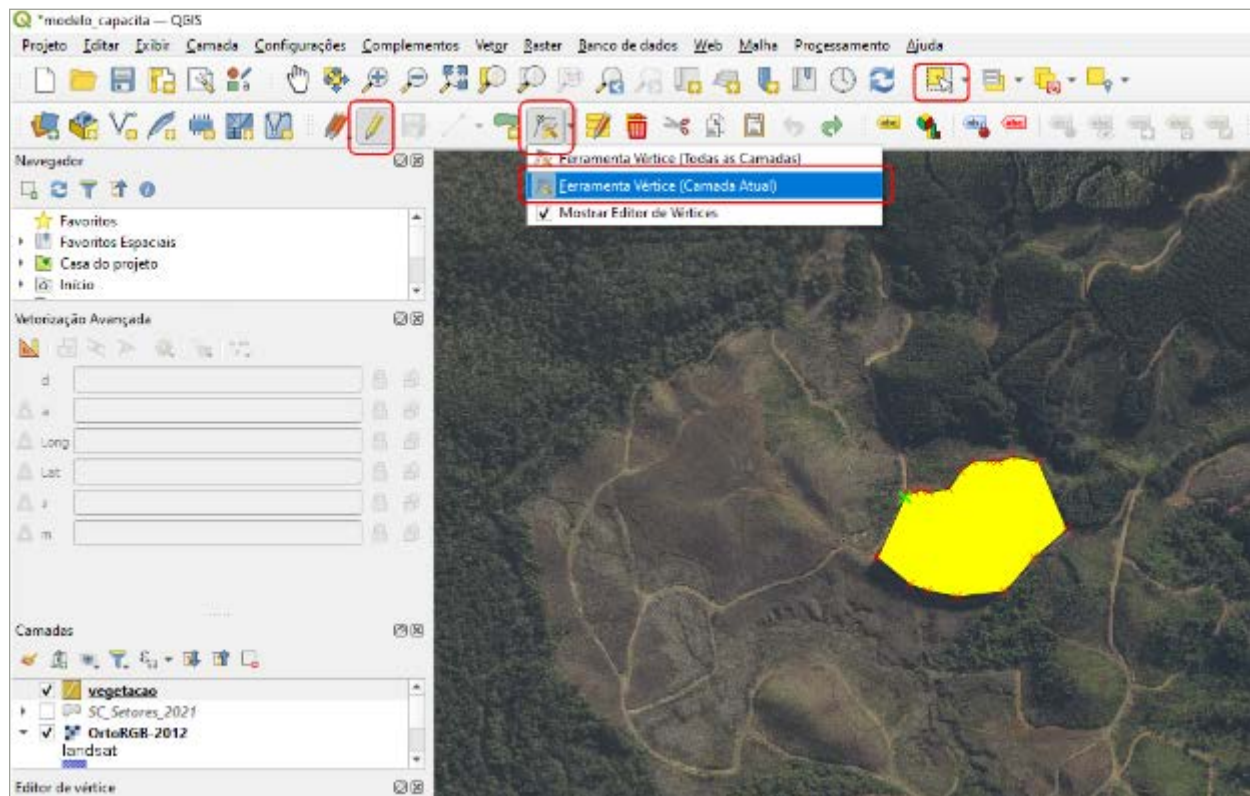 *modelo_capacita — QGIS
Projeto Editar Exibir Camada Configurações Complementos Vetor Raster Banco de dados Web Malha Processamento Ajuda
Navegador
Ferramenta Vértice (Todas as Camadas)
Ferramenta Vértice (Camada Atual)
✓ Mostrar Editor de Vértices
Favoritos
Favoritos Espaciais
Casa do projeto
Início
Vetorização Avançada
d
a
Long
Lat
m
Camadas
vegetacao
SC_Setores_2021
OrtoRGB-2012
landsat
Editor de vértice